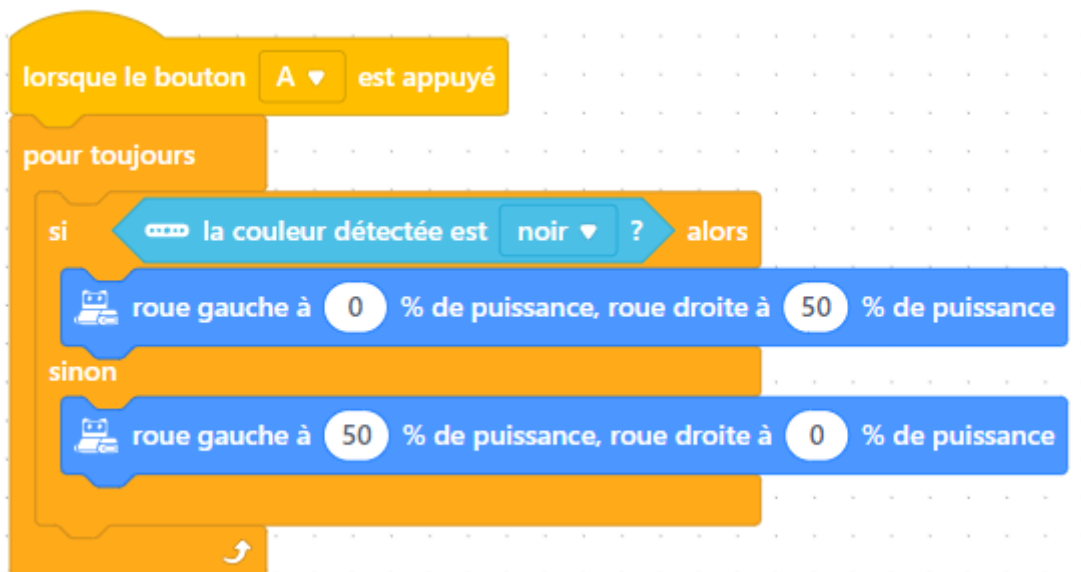 lorsque le bouton A est appuyé
pour toujours
si la couleur détectée est noir ? alors
roue gauche à 0 % de puissance, roue droite à 50 % de puissance
sinon
roue gauche à 50 % de puissance, roue droite à 0 % de puissance